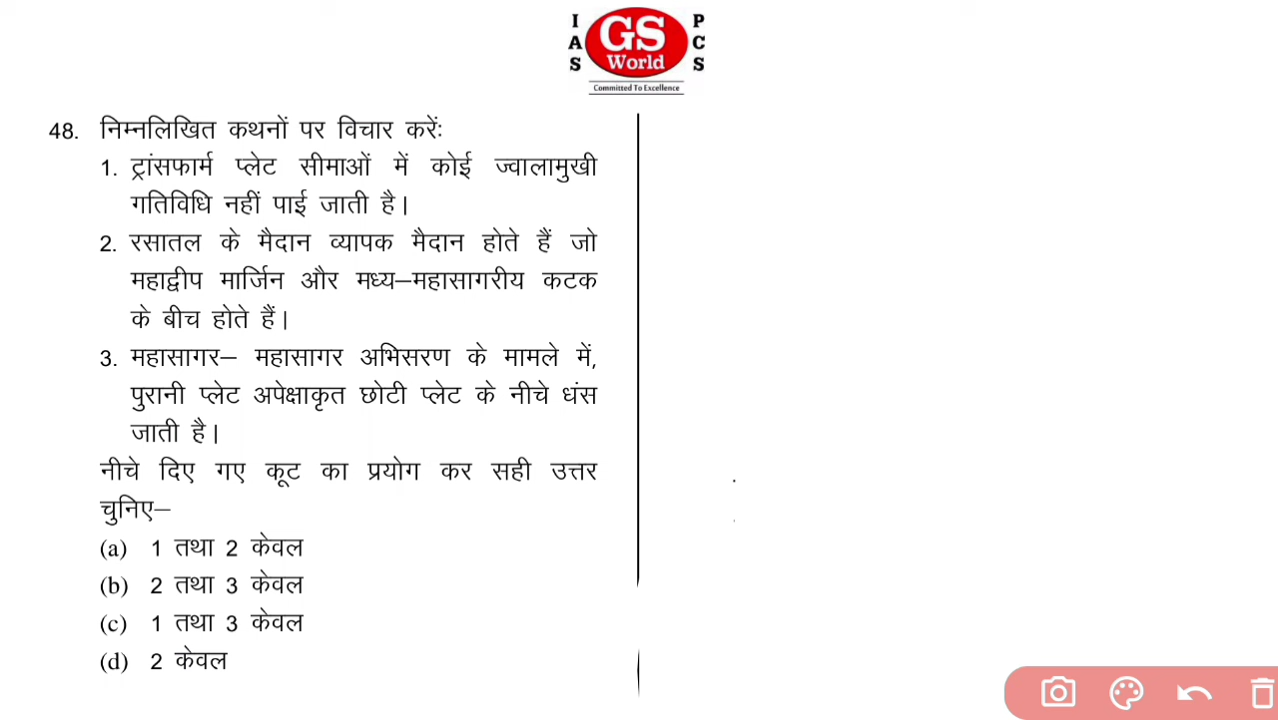 I
A
S
GS
World
P
C
S
Committed To Excellence
48. निम्नलिखित कथनों पर विचार करेंः
1. ट्रांसफार्म प्लेट सीमाओं में कोई ज्वालामुखी
गतिविधि नहीं पाई जाती है।
2. रसातल के मैदान व्यापक मैदान होते हैं जो
महाद्वीप मार्जिन और मध्य–महासागरीय कटक
के बीच होते हैं।
3. महासागर– महासागर अभिसरण के मामले में,
पुरानी प्लेट अपेक्षाकृत छोटी प्लेट के नीचे धंस
जाती है।
नीचे दिए गए कूट का प्रयोग कर सही उत्तर
चुनिए–
(a) 1 तथा 2 केवल
(b) 2 तथा 3 केवल
(c) 1 तथा 3 केवल
(d) 2 केवल